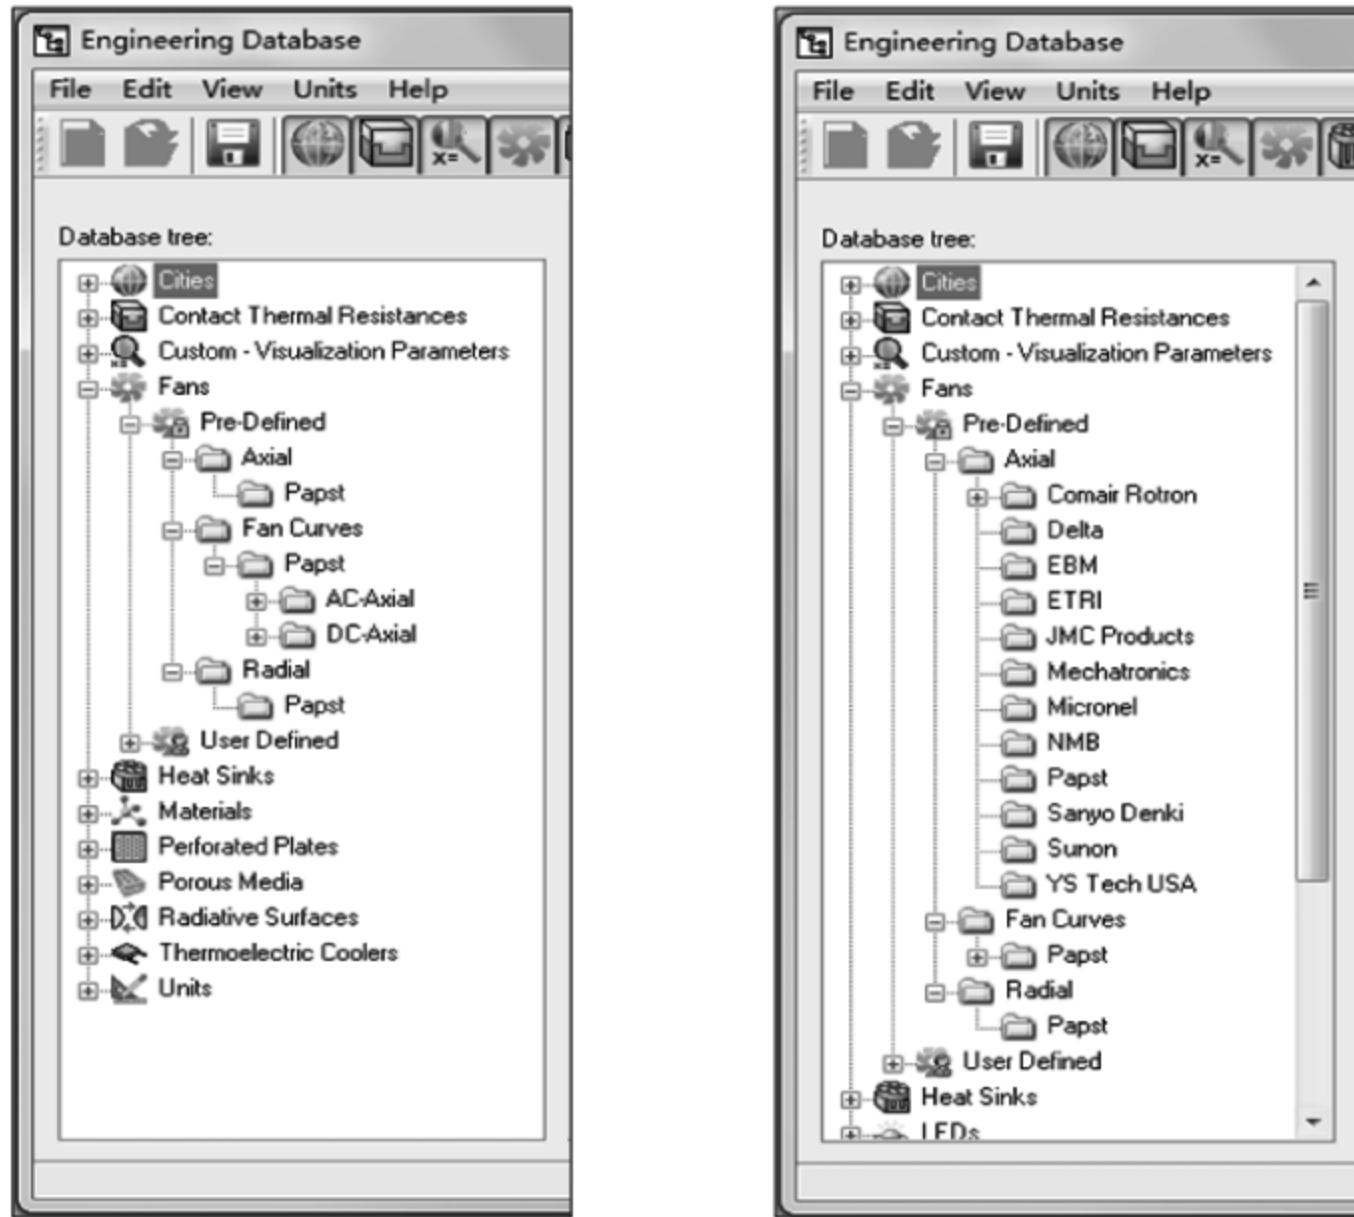 Engineering Database
File Edit View Units Help
x=
Database tree:
Cities
Contact Thermal Resistances
Custom - Visualization Parameters
Fans
Pre-Defined
Axial
Papst
Fan Curves
Papst
AC-Axial
DC-Axial
Radial
Papst
User Defined
Heat Sinks
Materials
Perforated Plates
Porous Media
Radiative Surfaces
Thermoelectric Coolers
Units
Engineering Database
File Edit View Units Help
x=
Database tree:
Cities
Contact Thermal Resistances
Custom - Visualization Parameters
Fans
Pre-Defined
Axial
Comair Rotron
Delta
EBM
ETRI
JMC Products
Mechatronics
Micronel
NMB
Papst
Sanyo Denki
Sunon
YS Tech USA
Fan Curves
Papst
Radial
Papst
User Defined
Heat Sinks
LEDs